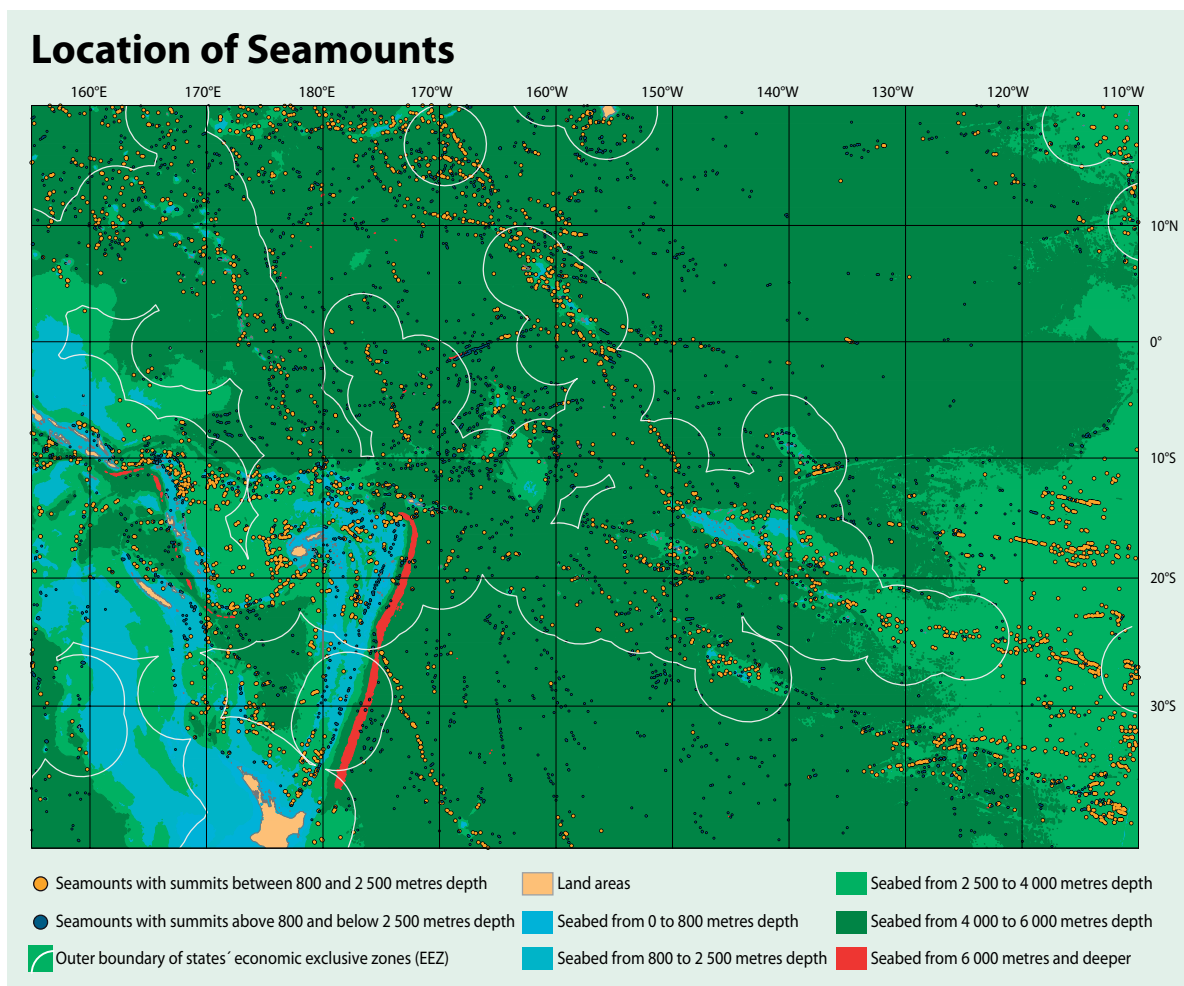 Location of Seamounts
160°E 170°E 180°E 170°W 160°W 150°W 140°W 130°W 120°W 110°W
10°N
0°
10°S
20°S
30°S
Seamounts with summits between 800 and 2 500 metres depth
Seamounts with summits above 800 and below 2 500 metres depth
Outer boundary of states´ economic exclusive zones (EEZ)
Land areas
Seabed from 0 to 800 metres depth
Seabed from 800 to 2 500 metres depth
Seabed from 2 500 to 4 000 metres depth
Seabed from 4 000 to 6 000 metres depth
Seabed from 6 000 metres and deeper